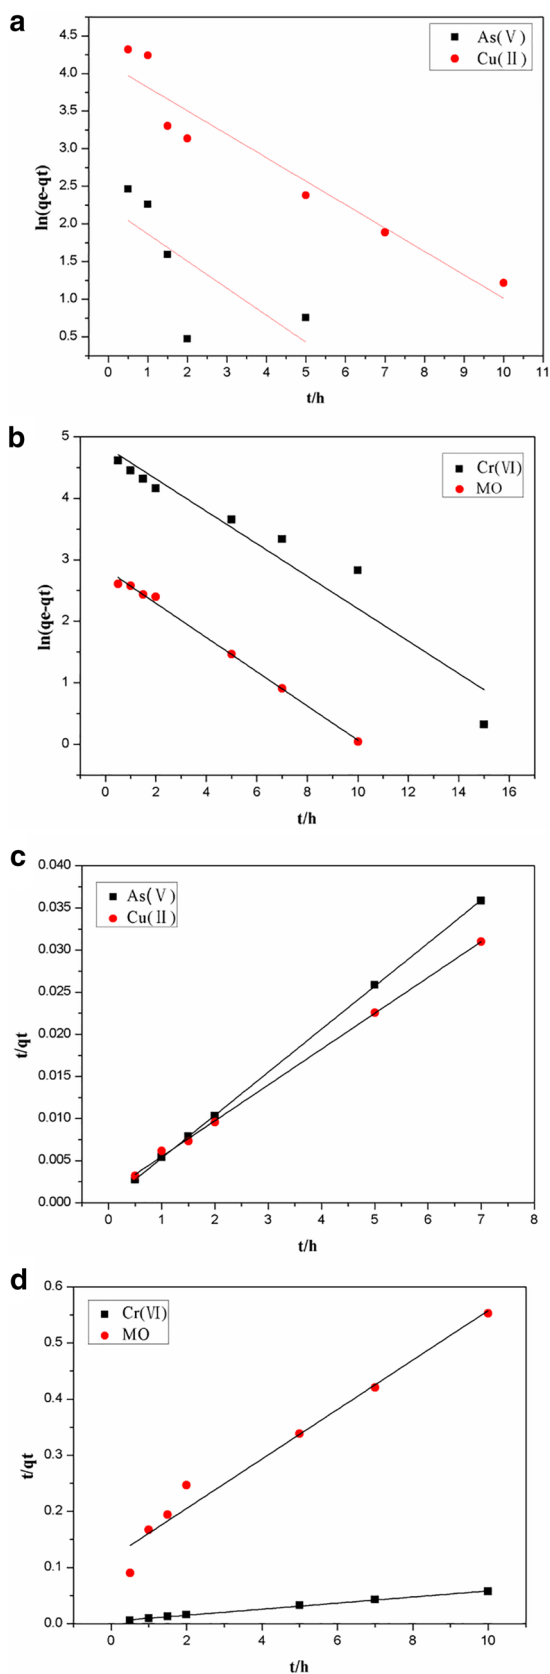 a
As(Ⅴ)
Cu(Ⅱ)
4.5
4.0
3.5
3.0
2.5
2.0
1.5
1.0
0.5
ln(qe-qt)
0 1 2 3 4 5 6 7 8 9 10 11
t/h
b
Cr(Ⅵ)
MO
5
4
3
2
1
0
ln(qe-qt)
0 2 4 6 8 10 12 14 16
t/h
c
As(Ⅴ)
Cu(Ⅱ)
0.040
0.035
0.030
0.025
0.020
0.015
0.010
0.005
0.000
t/qt
0 1 2 3 4 5 6 7 8
t/h
d
Cr(Ⅵ)
MO
0.6
0.5
0.4
0.3
0.2
0.1
0.0
t/qt
0 2 4 6 8 10
t/h